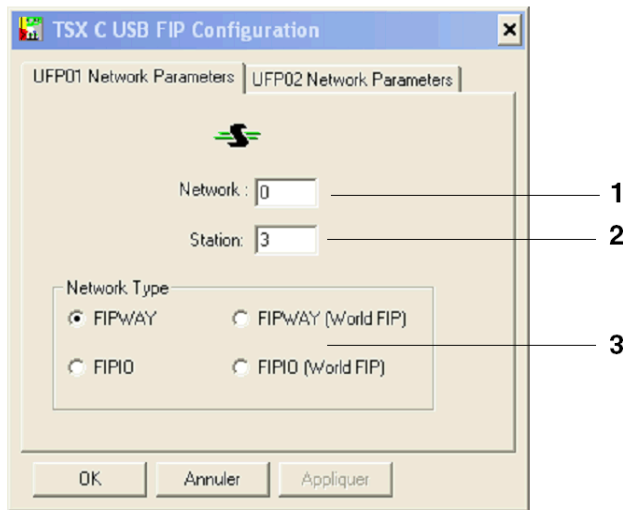 TSX C USB FIP Configuration
UFP01 Network Parameters UFP02 Network Parameters
Network : 0 1
Station: 3 2
Network Type
FIPWAY FIPWAY (World FIP)
3
FIPIO FIPIO (World FIP)
OK Annuler Appliquer